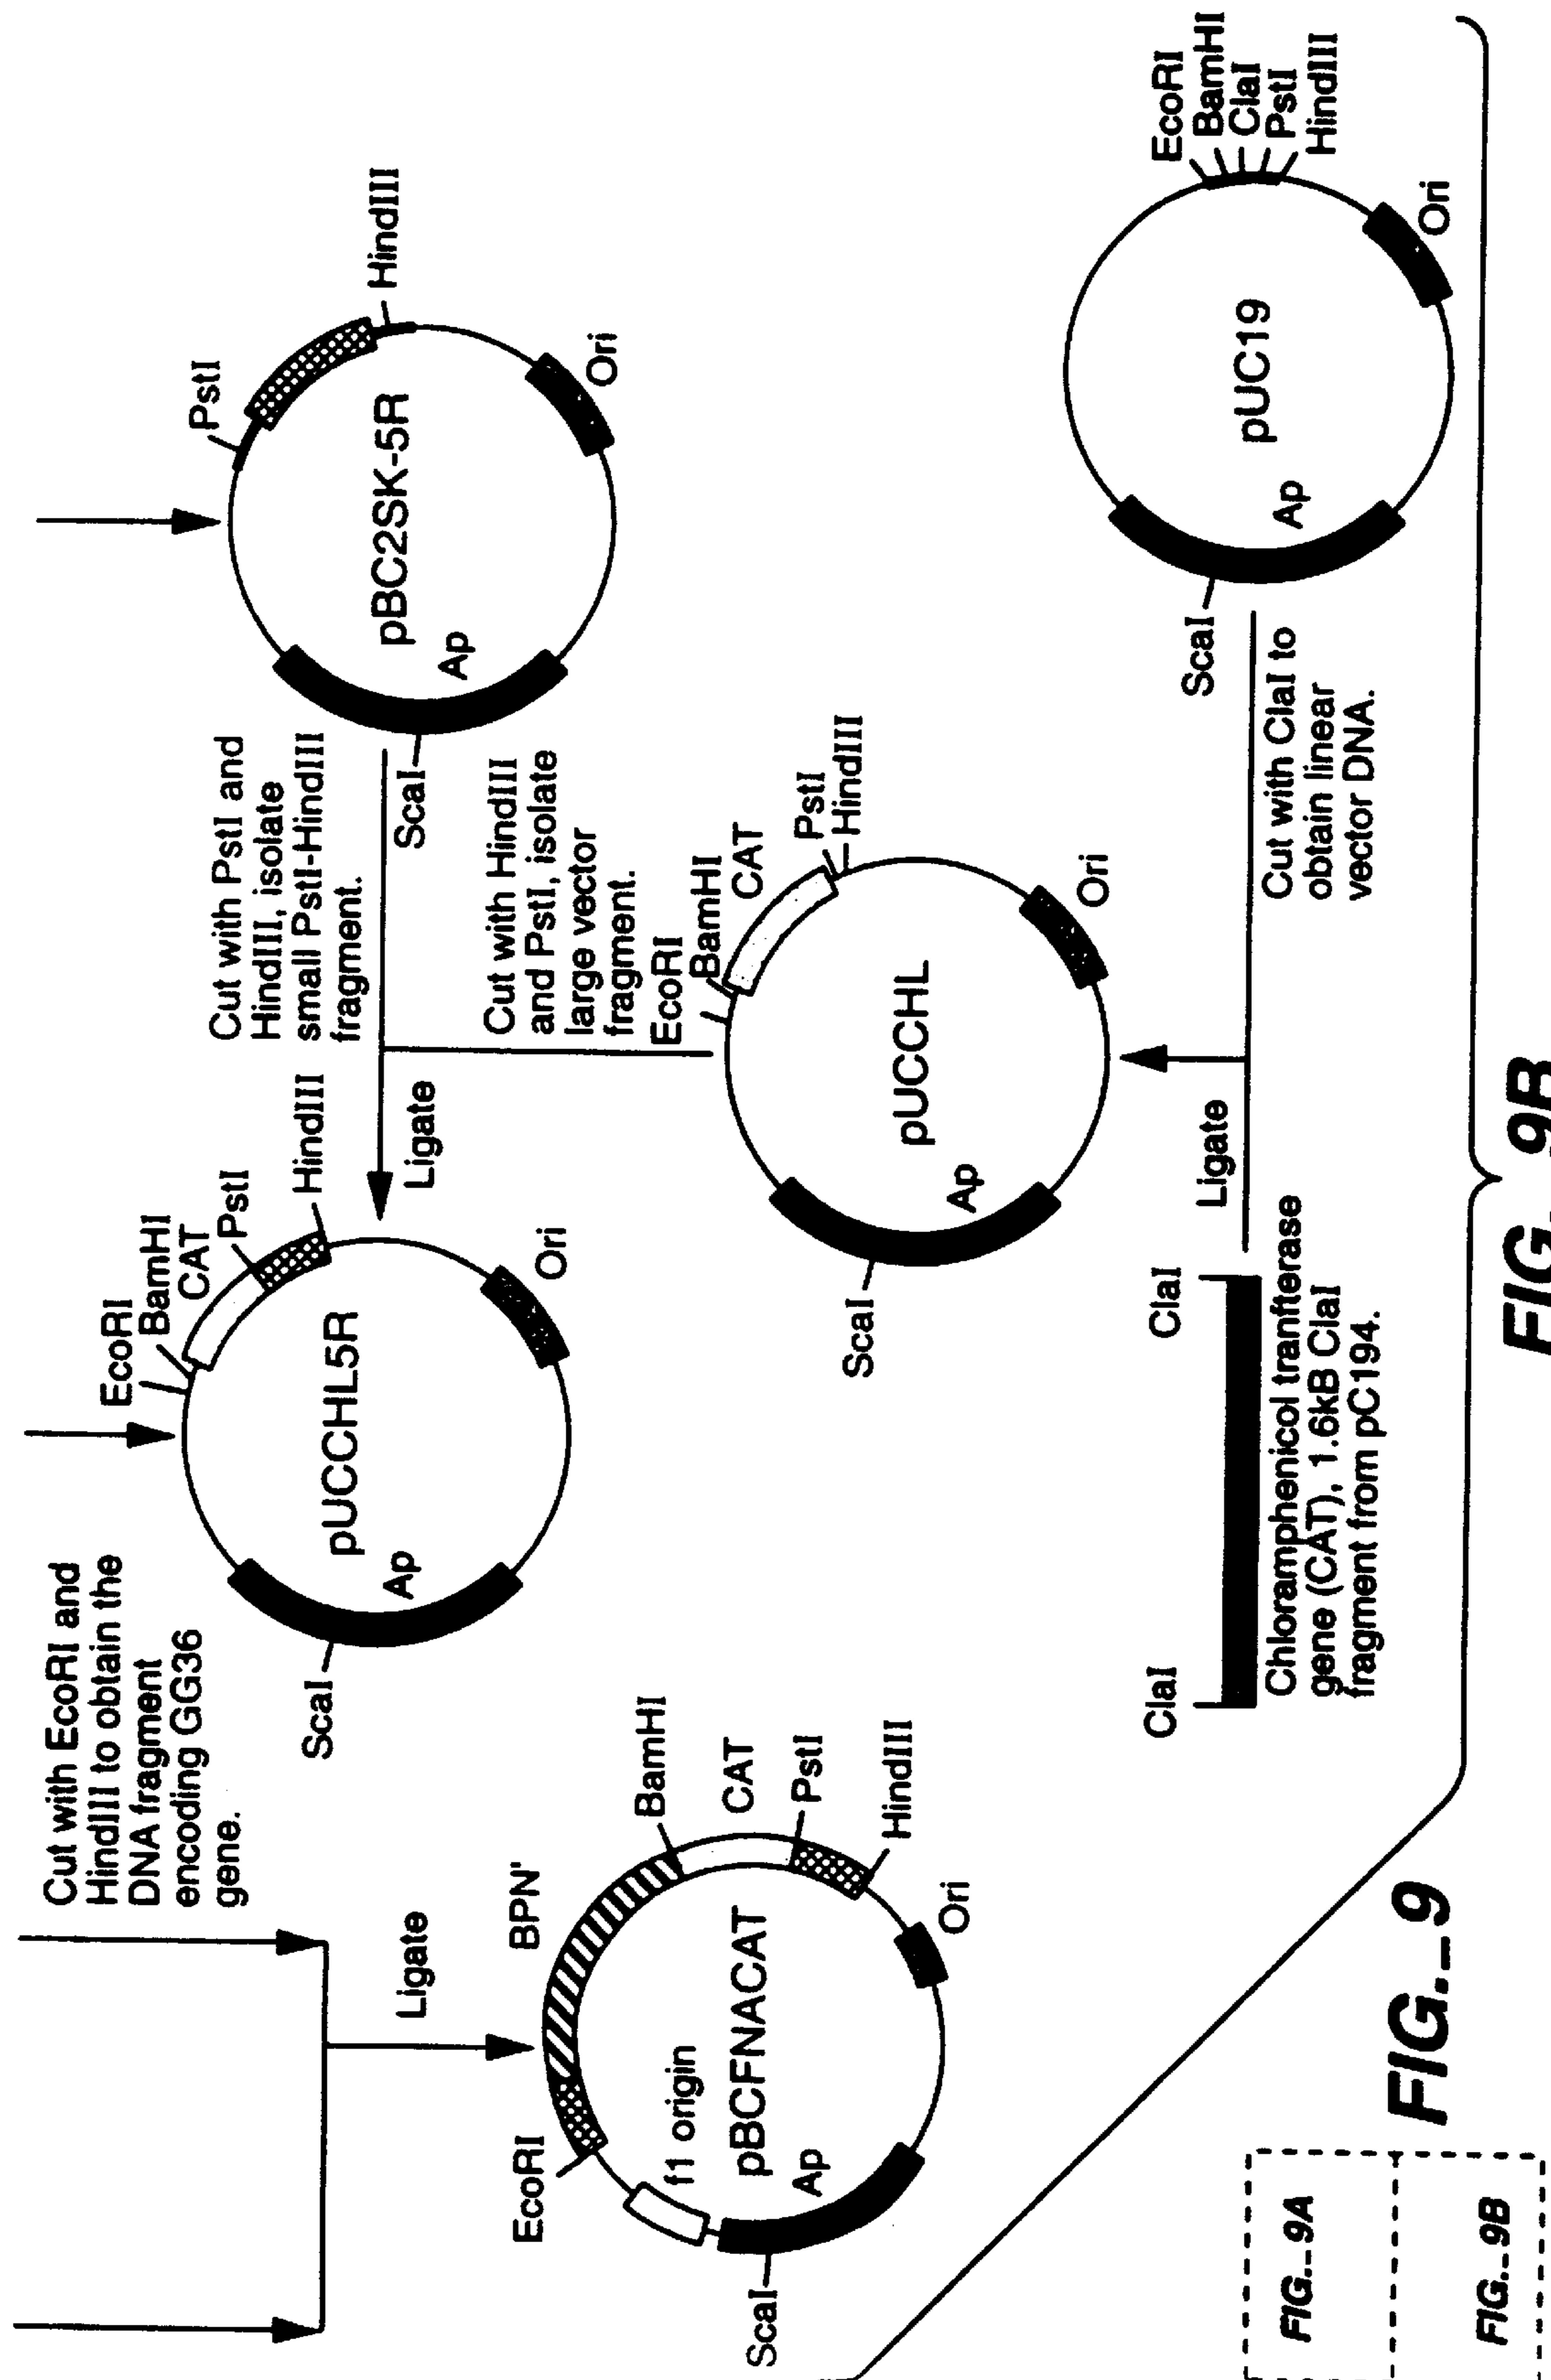 Cut with EcoRI and
HindIII to obtain the
DNA fragment
encoding GG36
gene.
Ligate
EcoRI
BPN'
BamHI
CAT
PstI
HindIII
Ori
f1 origin
pBCFNACAT
Ap
ScaI
EcoRI
BamHI
CAT
PstI
HindIII
pUCCHL5R
Ap
ScaI
Ori
Ligate
Cut with PstI and
HindIII, isolate
small PstI-HindIII
fragment.
Cut with HindIII
and PstI, isolate
large vector
fragment.
PstI
HindIII
pBC2SK-5R
Ap
ScaI
Ori
EcoRI
BamHI
CAT
PstI
HindIII
pUCCHL
Ap
ScaI
Ori
ClaI
ClaI
Chloramphenicol tranfterase
gene (CAT), 1.6kB ClaI
fragment from pC194.
Ligate
Cut with ClaI to
obtain linear
vector DNA.
ScaI
EcoRI
BamHI
ClaI
PstI
HindIII
pUC19
Ap
Ori
FIG._9A
FIG._9B
FIG._9
FIG._9B